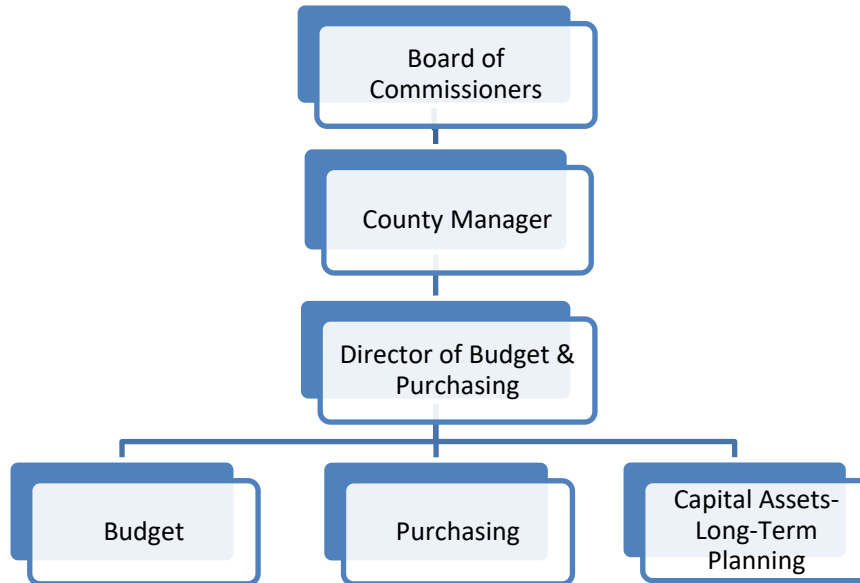 Board of
Commissioners
County Manager
Director of Budget &
Purchasing
Budget
Purchasing
Capital Assets-
Long-Term
Planning